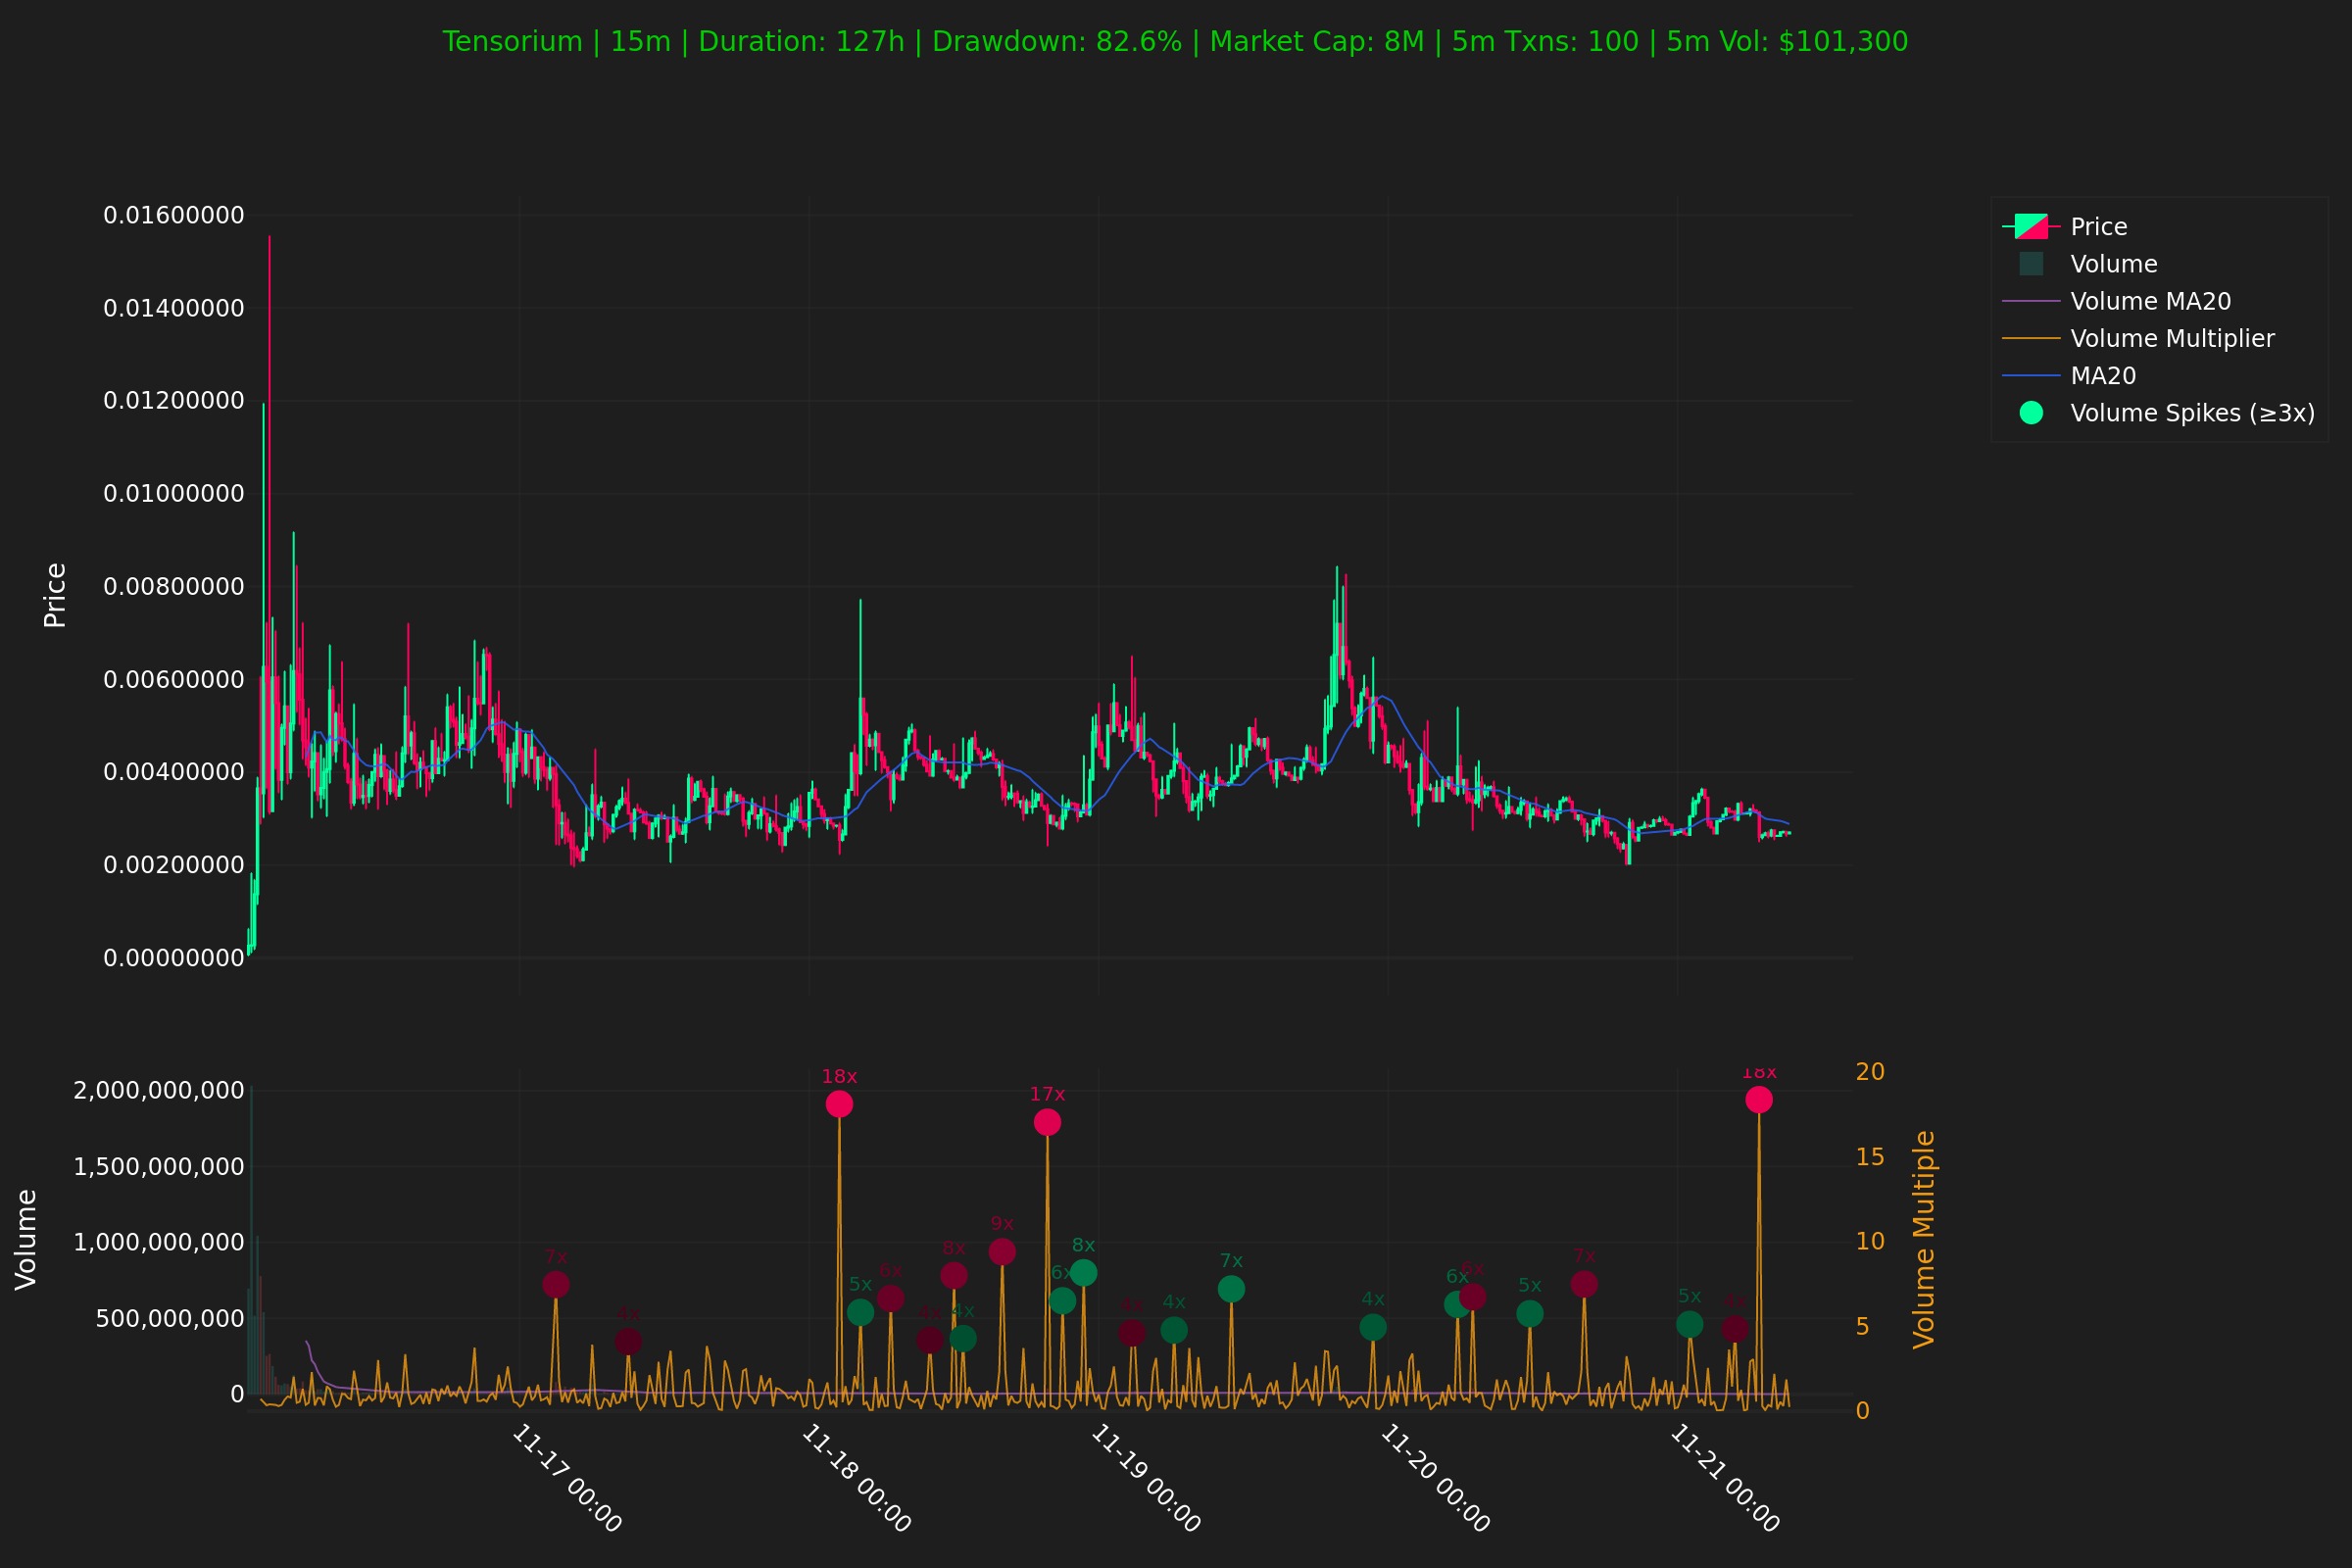 Tensorium | 15m | Duration: 127h | Drawdown: 82.6% | Market Cap: 8M | 5m Txns: 100 | 5m Vol: $101,300
Price
0.01600000
0.01400000
0.01200000
0.01000000
0.00800000
0.00600000
0.00400000
0.00200000
0.00000000
Price
Volume
Volume MA20
Volume Multiplier
MA20
Volume Spikes (≥3x)
Volume
2,000,000,000
1,500,000,000
1,000,000,000
500,000,000
0
7x
4x
18x
5x
6x
4x
8x
4x
9x
17x
6x
8x
4x
4x
7x
4x
6x
6x
5x
7x
5x
4x
18x
20
15
10
5
0
Volume Multiple
11-17 00:00
11-18 00:00
11-19 00:00
11-20 00:00
11-21 00:00